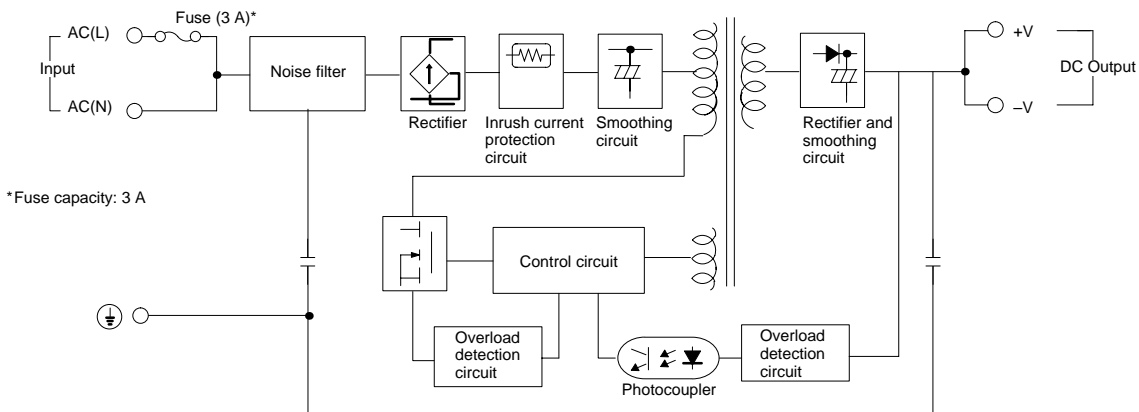 Fuse (3 A)*
AC(L)
Input
AC(N)
Noise filter
Rectifier
Inrush current
protection
circuit
Smoothing
circuit
Rectifier and
smoothing
circuit
+V
DC Output
–V
*Fuse capacity: 3 A
Control circuit
Overload
detection
circuit
Photocoupler
Overload
detection
circuit